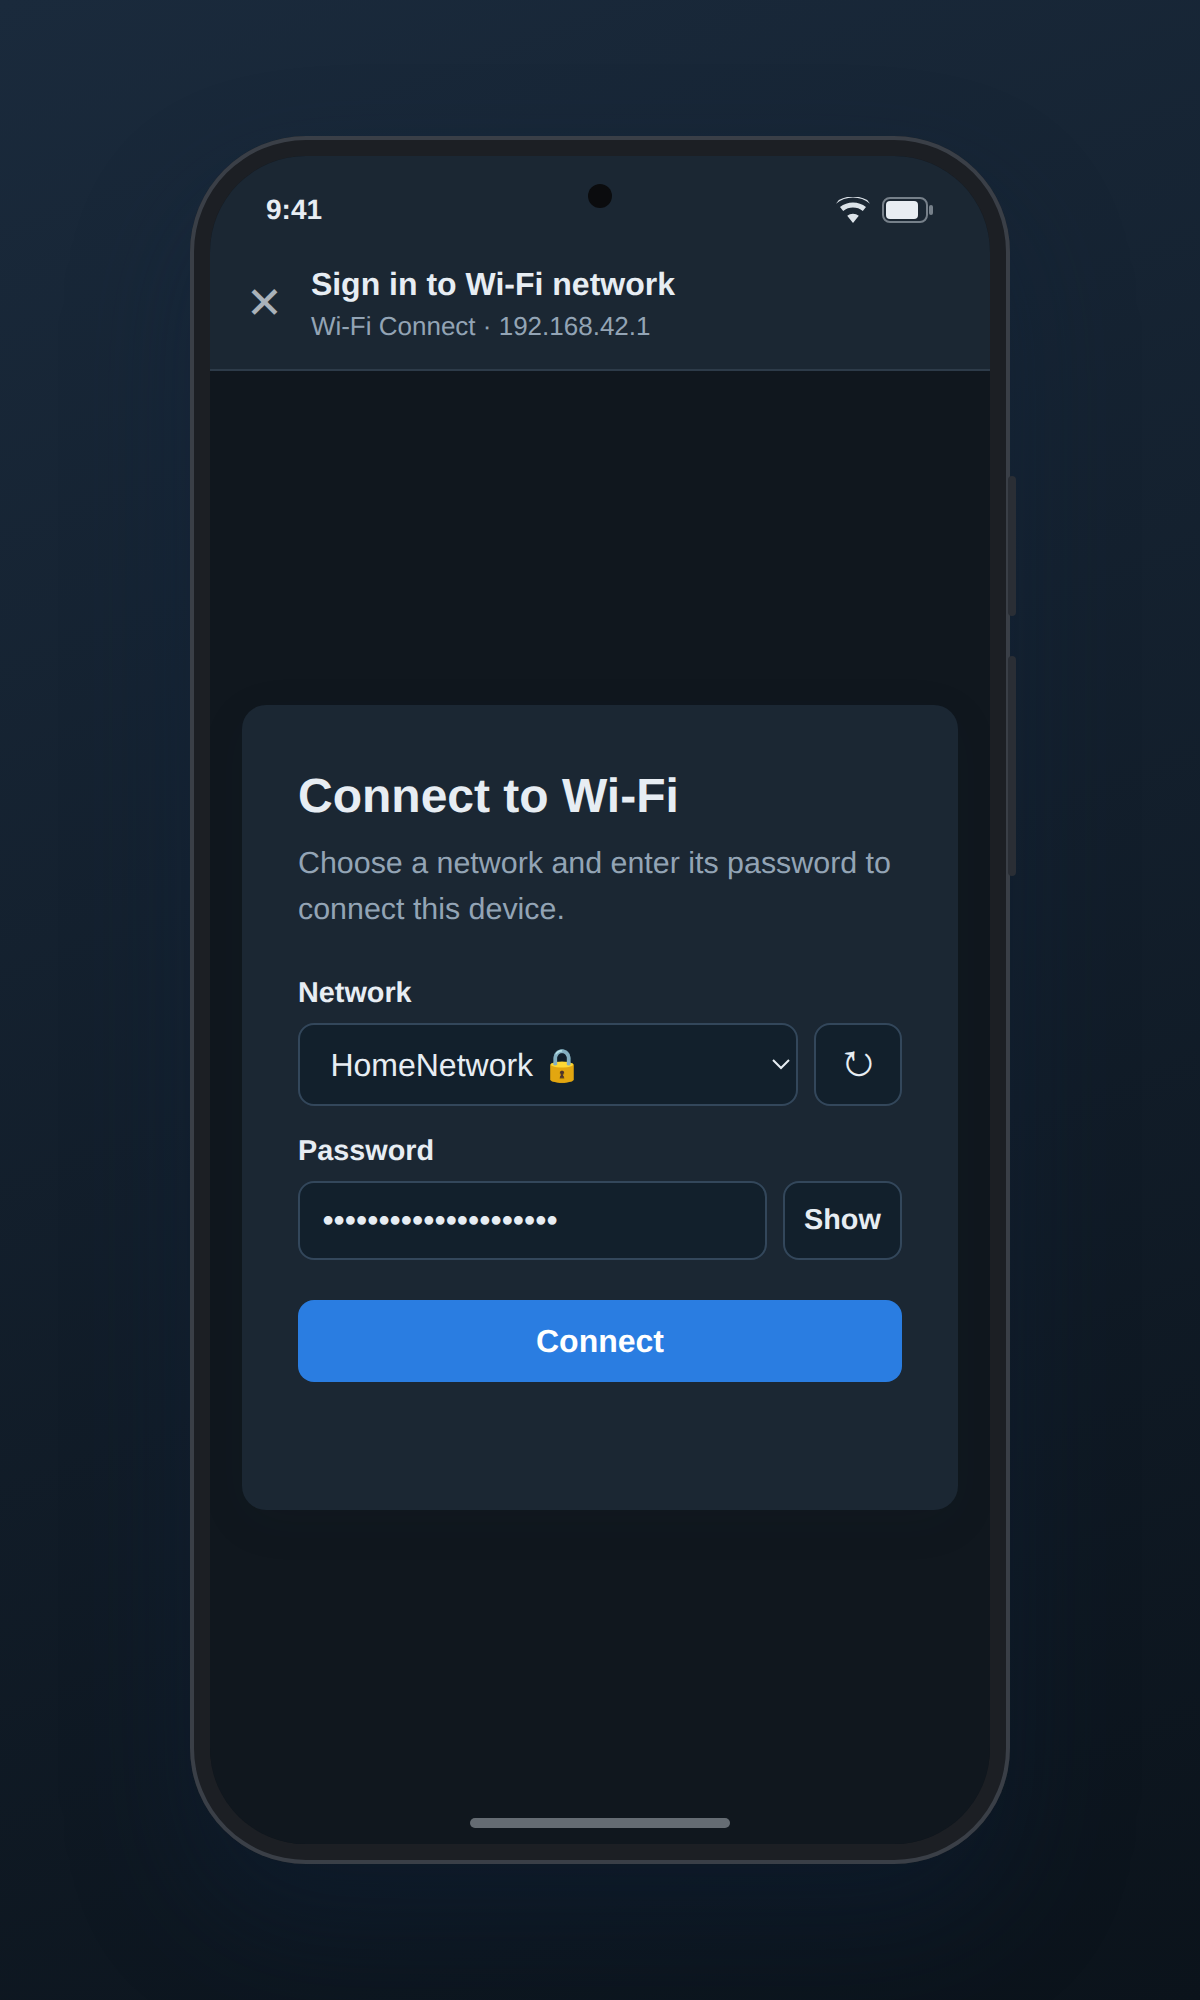 9:41
Sign in to Wi-Fi network
Wi-Fi Connect · 192.168.42.1
Connect to Wi-Fi
Choose a network and enter its password to
connect this device.
Network
HomeNetwork 🔒
Password
•••••••••••••••••••••
Show
Connect